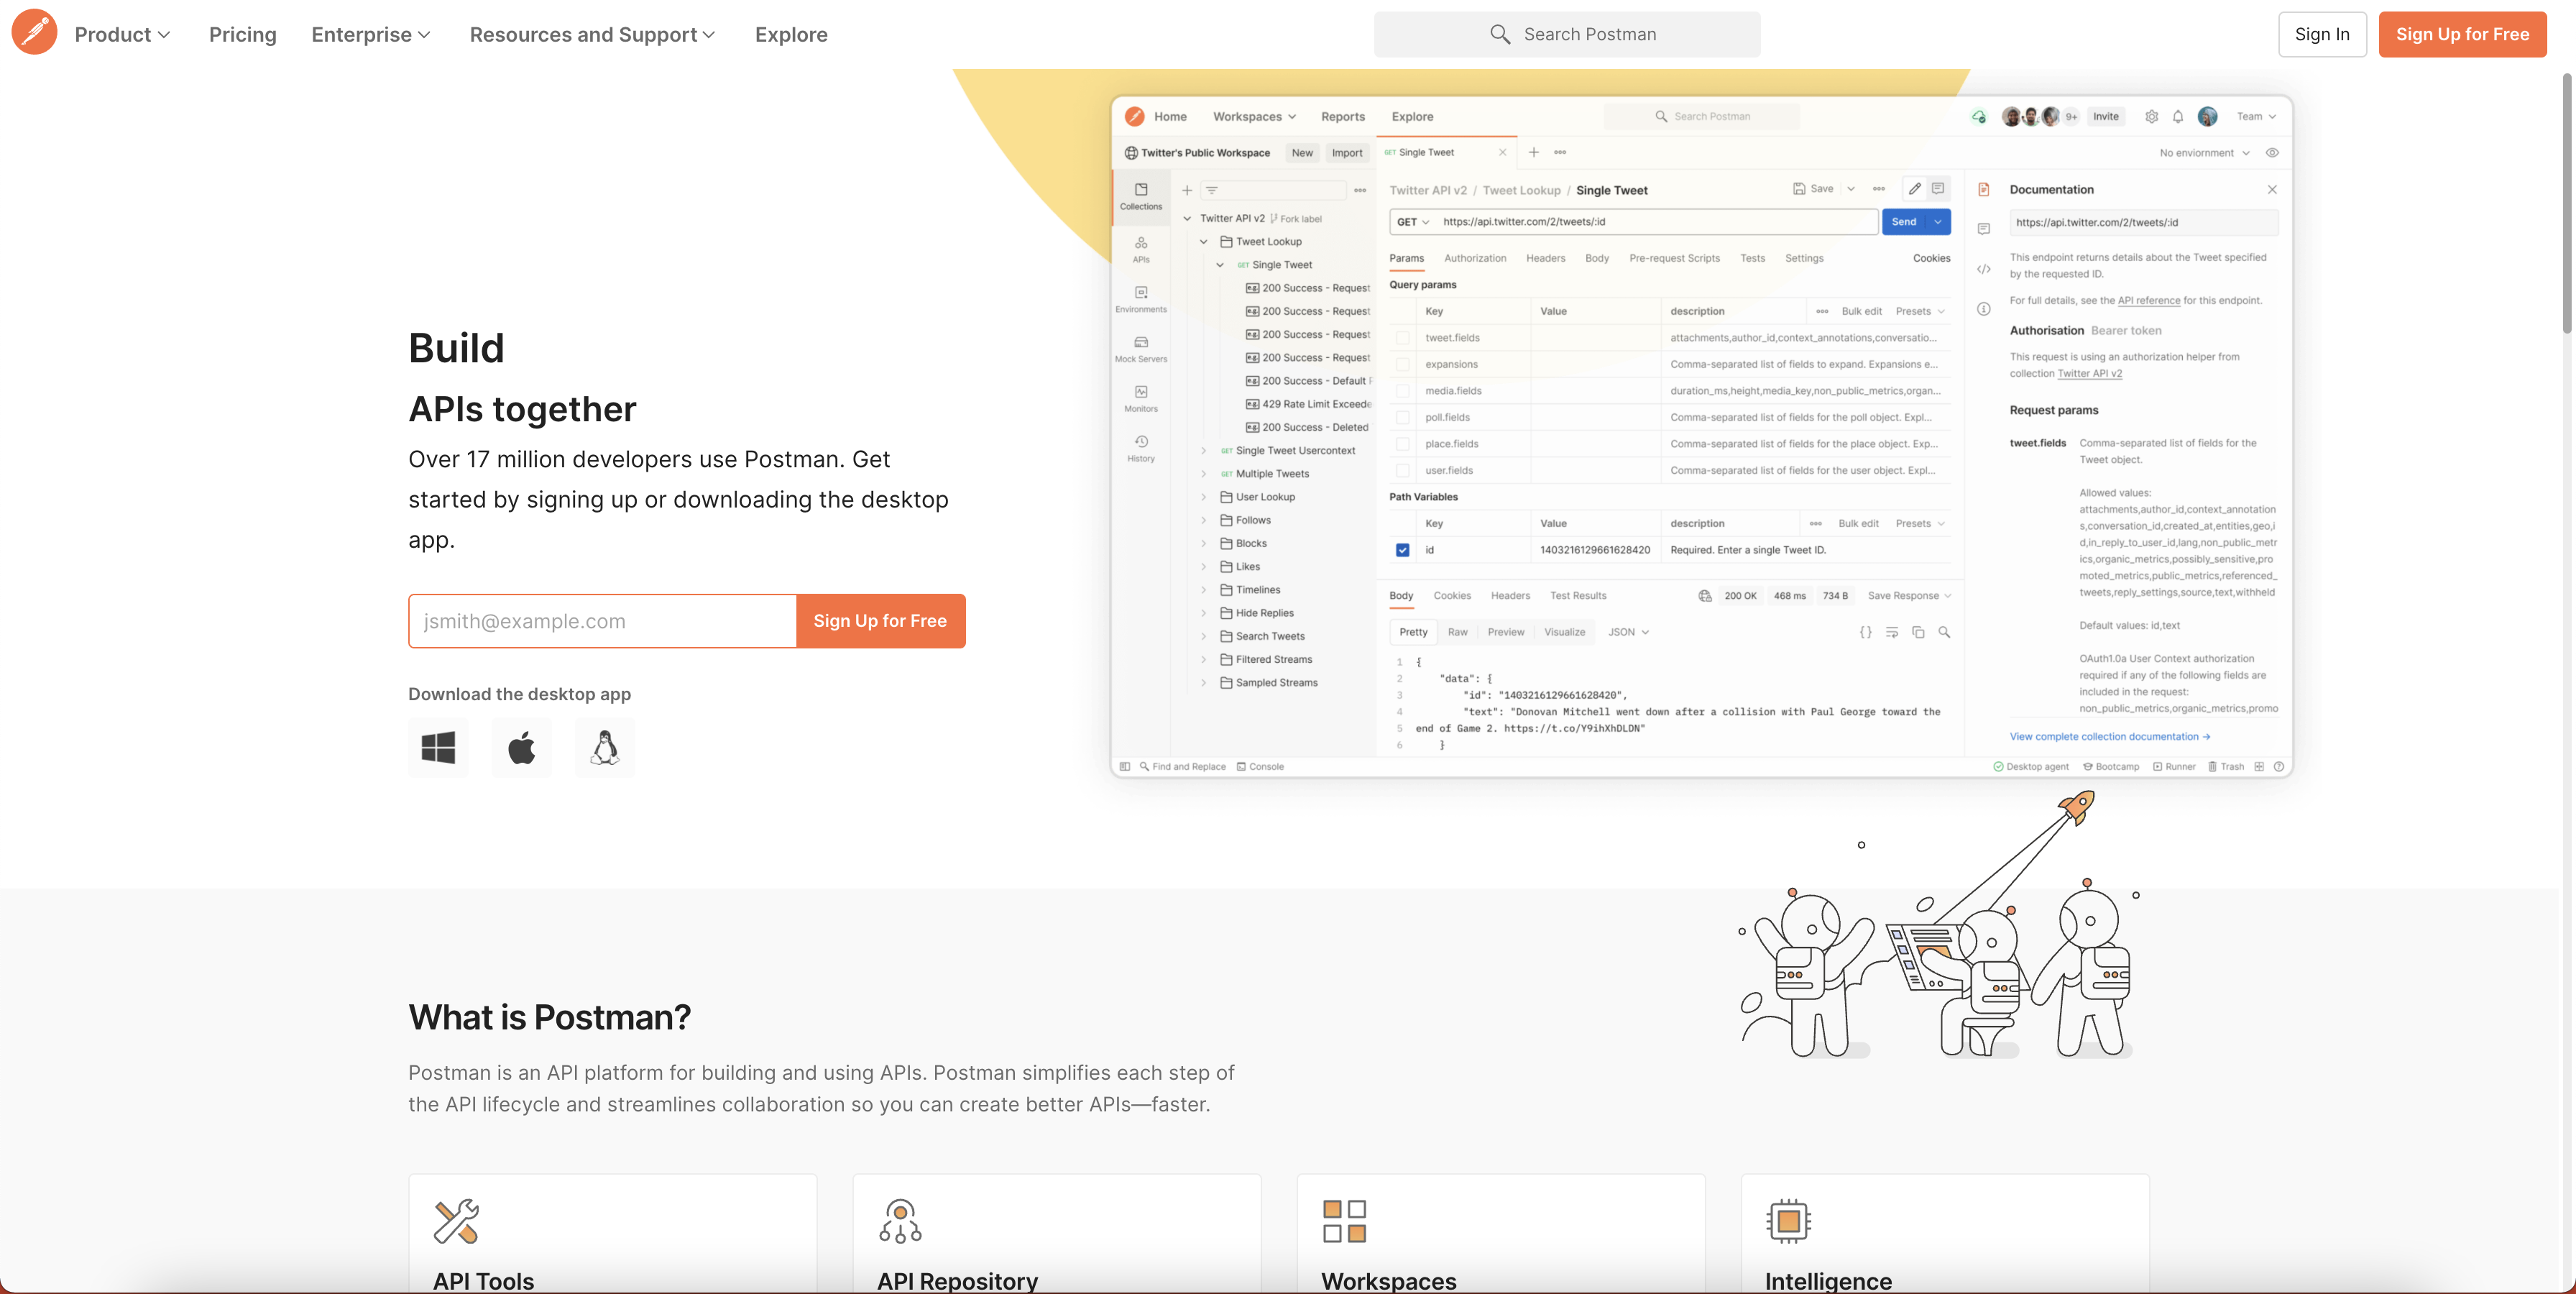 Product
Pricing
Enterprise
Resources and Support
Explore
Search Postman
Sign In
Sign Up for Free
Build
APIs together
Over 17 million developers use Postman. Get
started by signing up or downloading the desktop
app.
jsmith@example.com
Sign Up for Free
Download the desktop app
Home
Workspaces
Reports
Explore
Search Postman
9+
Invite
Team
Twitter's Public Workspace
New
Import
GET Single Tweet
No enviornment
Collections
APIs
Environments
Mock Servers
Monitors
History
Twitter API v2
Fork label
Tweet Lookup
GET Single Tweet
200 Success - Request
200 Success - Request
200 Success - Request
200 Success - Request
200 Success - Default
429 Rate Limit Exceede
200 Success - Deleted
GET Single Tweet Usercontext
GET Multiple Tweets
User Lookup
Follows
Blocks
Likes
Timelines
Hide Replies
Search Tweets
Filtered Streams
Sampled Streams
Twitter API v2 / Tweet Lookup / Single Tweet
Save
GET
https://api.twitter.com/2/tweets/:id
Send
Params
Authorization
Headers
Body
Pre-request Scripts
Tests
Settings
Cookies
Query params
Key Value description
Bulk edit
Presets
tweet.fields attachments,author_id,context_annotations,conversatio...
expansions Comma-separated list of fields to expand. Expansions e...
media.fields duration_ms,height,media_key,non_public_metrics,organ...
poll.fields Comma-separated list of fields for the poll object. Expl...
place.fields Comma-separated list of fields for the place object. Exp...
user.fields Comma-separated list of fields for the user object. Expl...
Path Variables
Key Value description
Bulk edit
Presets
id 1403216129661628420 Required. Enter a single Tweet ID.
Body
Cookies
Headers
Test Results
200 OK
468 ms
734 B
Save Response
Pretty
Raw
Preview
Visualize
JSON
{ }
1 {
2 "data": {
3 "id": "1403216129661628420",
4 "text": "Donovan Mitchell went down after a collision with Paul George toward the
5 end of Game 2. https://t.co/Y9ihXhDLDN"
6 }
Documentation
https://api.twitter.com/2/tweets/:id
This endpoint returns details about the Tweet specified
by the requested ID.
For full details, see the API reference for this endpoint.
Authorisation Bearer token
This request is using an authorization helper from
collection Twitter API v2
Request params
tweet.fields Comma-separated list of fields for the
Tweet object.
Allowed values:
attachments,author_id,context_annotation
s,conversation_id,created_at,entities,geo,i
d,in_reply_to_user_id,lang,non_public_metr
ics,organic_metrics,possibly_sensitive,pro
moted_metrics,public_metrics,referenced_
tweets,reply_settings,source,text,withheld
Default values: id,text
OAuth1.0a User Context authorization
required if any of the following fields are
included in the request:
non_public_metrics,organic_metrics,promo
View complete collection documentation →
Find and Replace
Console
Desktop agent
Bootcamp
Runner
Trash
What is Postman?
Postman is an API platform for building and using APIs. Postman simplifies each step of
the API lifecycle and streamlines collaboration so you can create better APIs—faster.
API Tools
API Repository
Workspaces
Intelligence